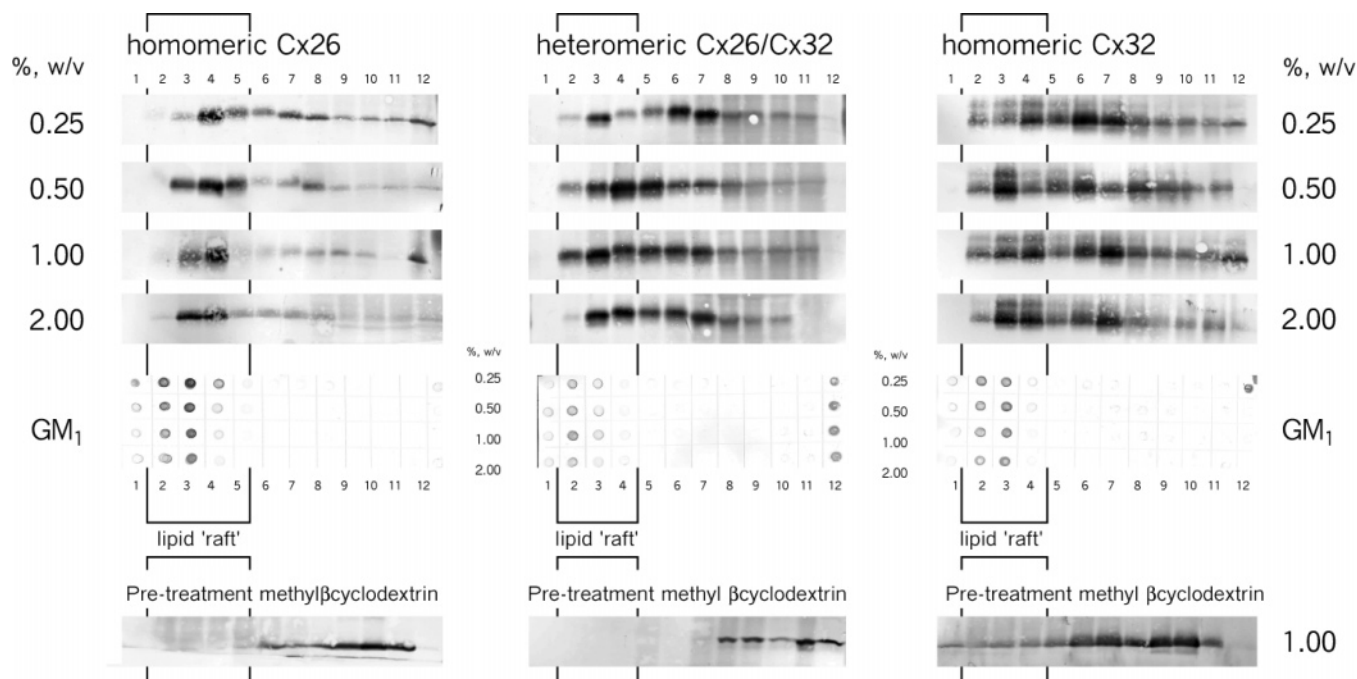 homomeric Cx26 heteromeric Cx26/Cx32 homomeric Cx32
%, w/v 1 2 3 4 5 6 7 8 9 10 11 12 1 2 3 4 5 6 7 8 9 10 11 12 1 2 3 4 5 6 7 8 9 10 11 12 %, w/v
0.25 0.25
0.50 0.50
1.00 1.00
2.00 2.00
%, w/v %, w/v
0.25 0.25
GM1 0.50 0.50 GM1
1.00 1.00
2.00 2.00
1 2 3 4 5 6 7 8 9 10 11 12 1 2 3 4 5 6 7 8 9 10 11 12 1 2 3 4 5 6 7 8 9 10 11 12
lipid 'raft' lipid 'raft' lipid 'raft'
Pre-treatment methylβcyclodextrin Pre-treatment methyl βcyclodextrin Pre-treatment methyl βcyclodextrin
1.00